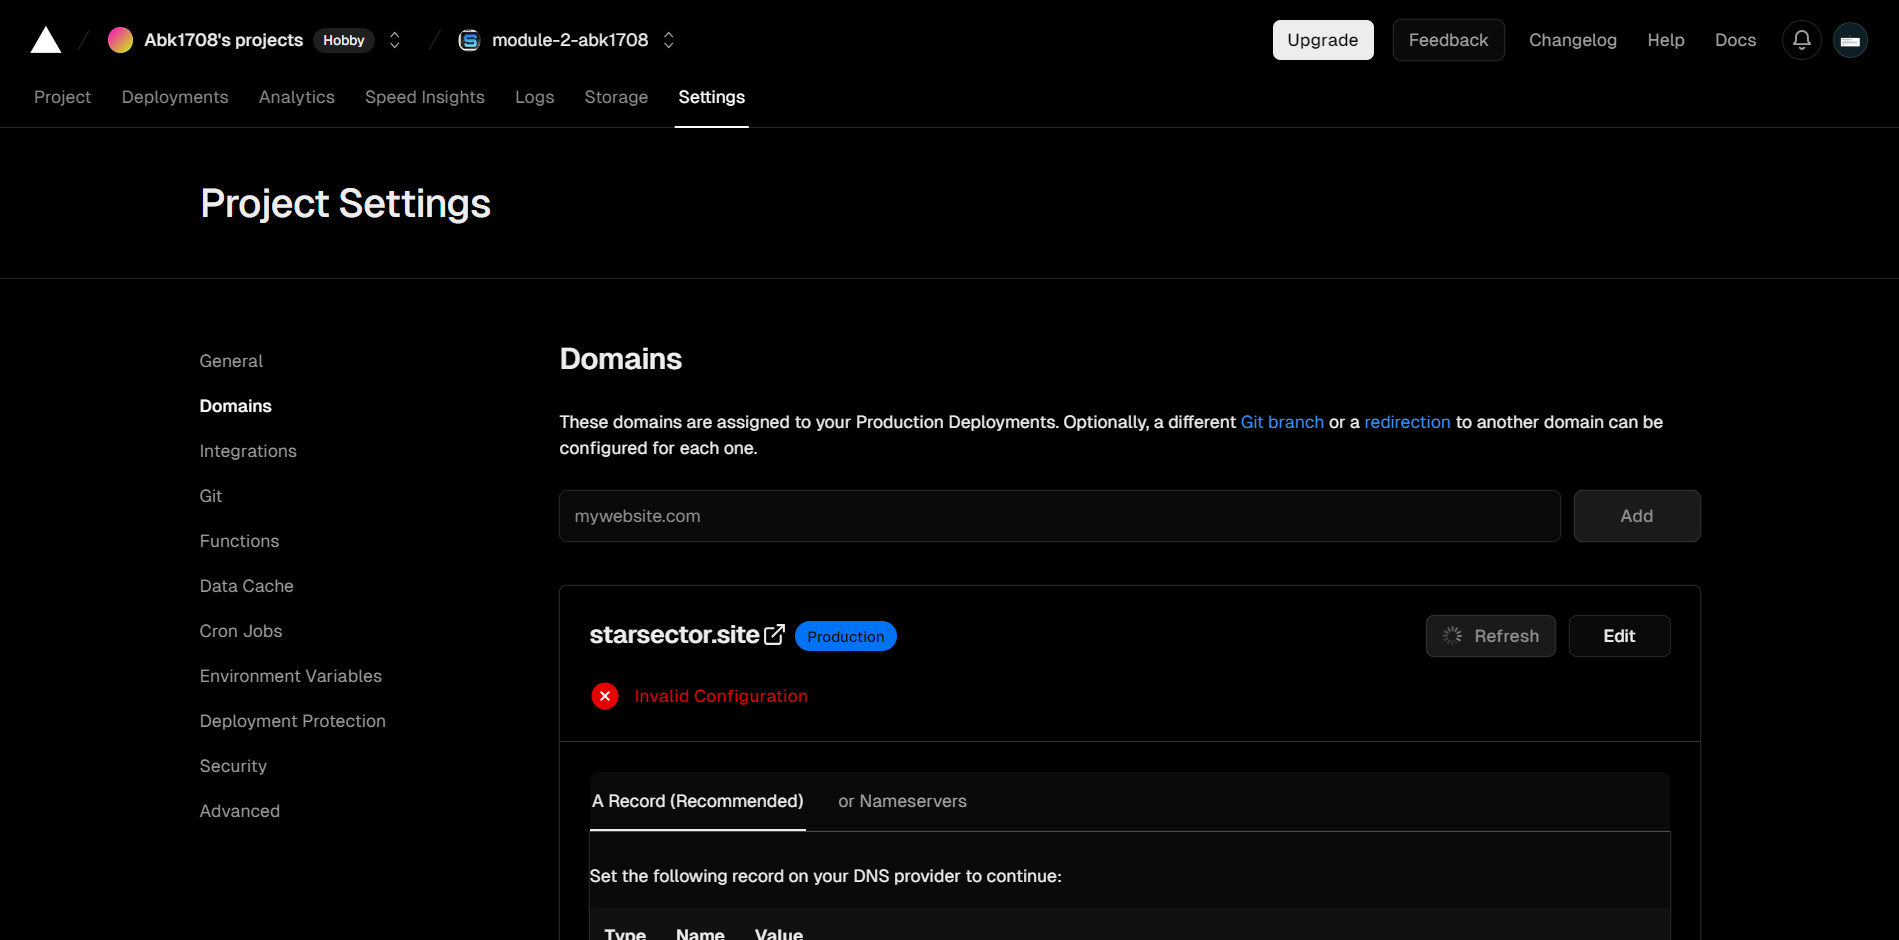 Abk1708's projects Hobby module-2-abk1708 Upgrade Feedback Changelog Help Docs
Project Deployments Analytics Speed Insights Logs Storage Settings
Project Settings
General
Domains
Integrations
Git
Functions
Data Cache
Cron Jobs
Environment Variables
Deployment Protection
Security
Advanced
Domains
These domains are assigned to your Production Deployments. Optionally, a different Git branch or a redirection to another domain can be
configured for each one.
mywebsite.com Add
starsector.site Production Refresh Edit
Invalid Configuration
A Record (Recommended) or Nameservers
Set the following record on your DNS provider to continue:
Type Name Value